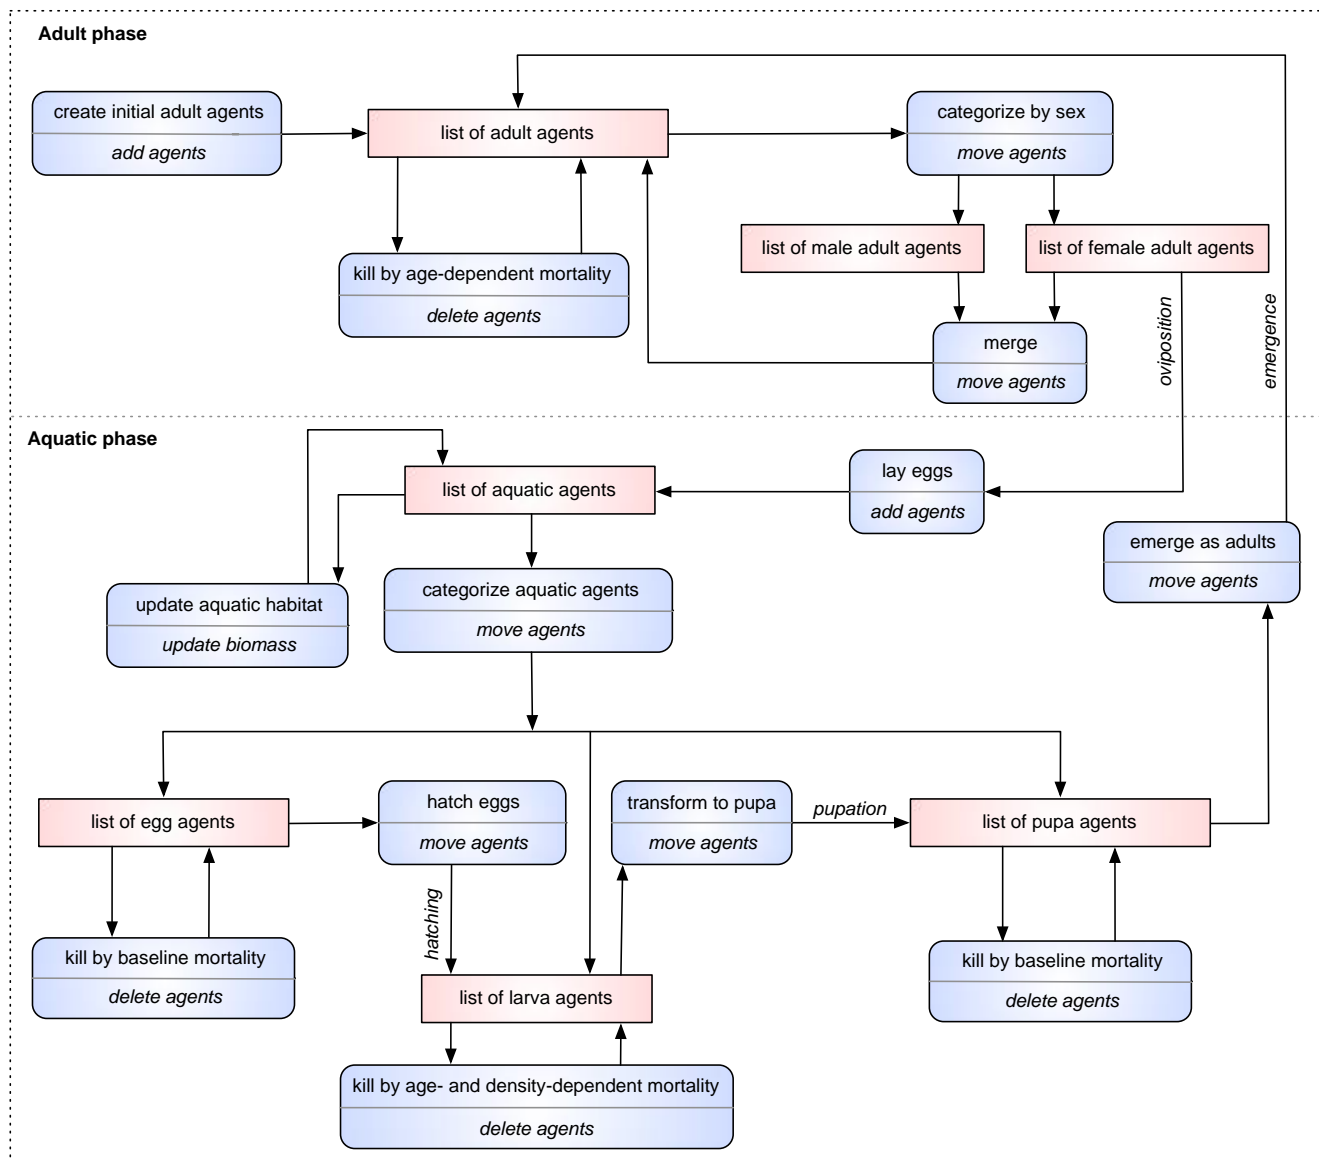 Adult phase
create initial adult agents
add agents
list of adult agents
categorize by sex
move agents
list of male adult agents
list of female adult agents
kill by age-dependent mortality
delete agents
merge
move agents
oviposition
emergence
Aquatic phase
list of aquatic agents
lay eggs
add agents
emerge as adults
move agents
update aquatic habitat
update biomass
categorize aquatic agents
move agents
list of egg agents
hatch eggs
move agents
transform to pupa
move agents
pupation
list of pupa agents
hatching
kill by baseline mortality
delete agents
list of larva agents
kill by baseline mortality
delete agents
kill by age- and density-dependent mortality
delete agents